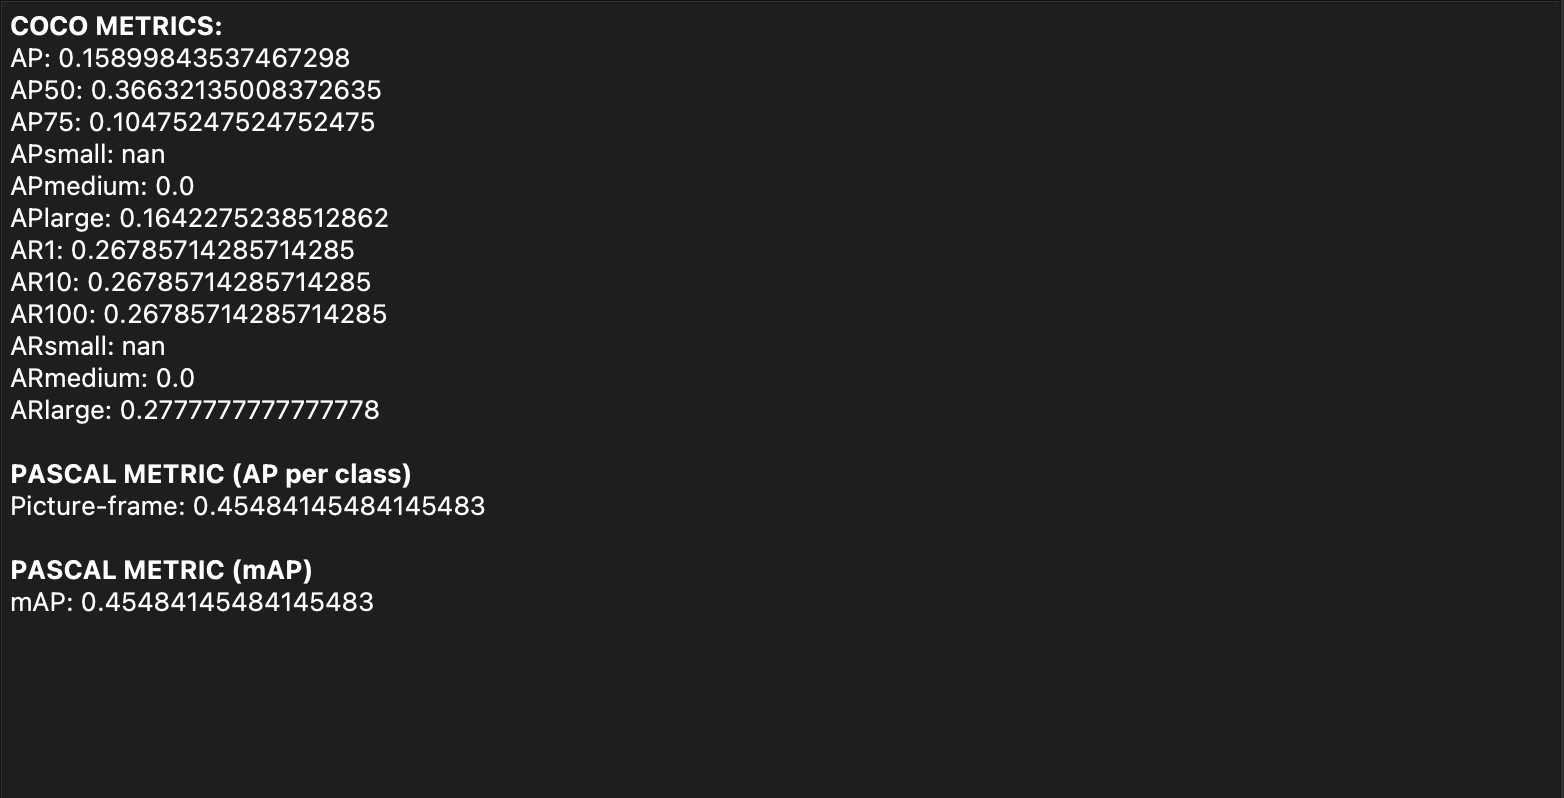 COCO METRICS:
AP: 0.15899843537467298
AP50: 0.36632135008372635
AP75: 0.10475247524752475
APsmall: nan
APmedium: 0.0
APlarge: 0.1642275238512862
AR1: 0.26785714285714285
AR10: 0.26785714285714285
AR100: 0.26785714285714285
ARsmall: nan
ARmedium: 0.0
ARlarge: 0.2777777777777778
PASCAL METRIC (AP per class)
Picture-frame: 0.45484145484145483
PASCAL METRIC (mAP)
mAP: 0.45484145484145483